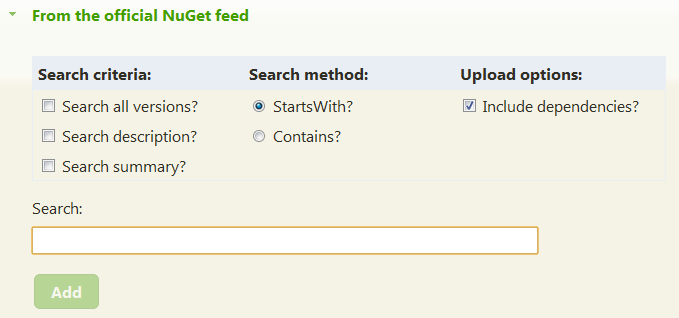 From the official NuGet feed
Search criteria: Search method: Upload options:
Search all versions? StartsWith? Include dependencies?
Search description? Contains?
Search summary?
Search:
Add